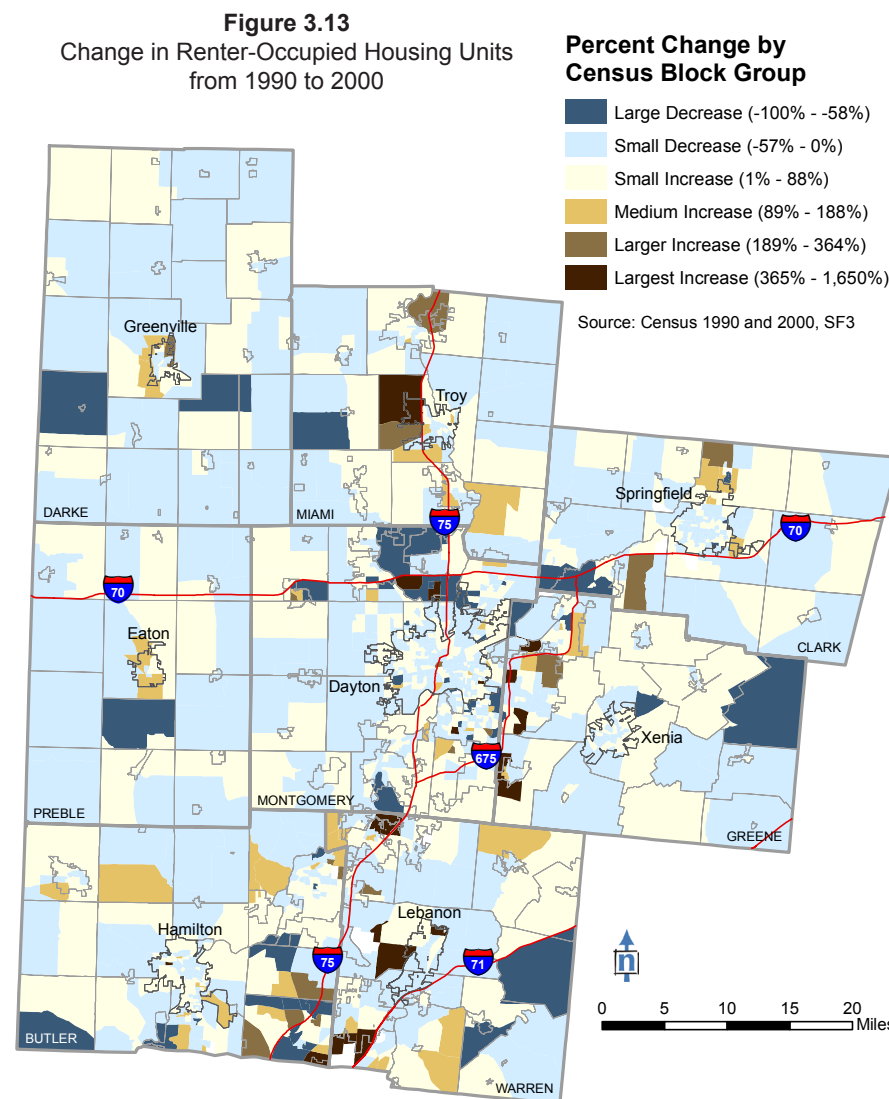 Figure 3.13
Change in Renter-Occupied Housing Units
from 1990 to 2000
Percent Change by
Census Block Group
Large Decrease (-100% - -58%)
Small Decrease (-57% - 0%)
Small Increase (1% - 88%)
Medium Increase (89% - 188%)
Larger Increase (189% - 364%)
Largest Increase (365% - 1,650%)
Source: Census 1990 and 2000, SF3
Greenville
Troy
Springfield
DARKE
MIAMI
75
70
70
Eaton
CLARK
Dayton
Xenia
675
PREBLE
MONTGOMERY
GREENE
Hamilton
Lebanon
75
71
n
BUTLER
WARREN
0 5 10 15 20
Miles